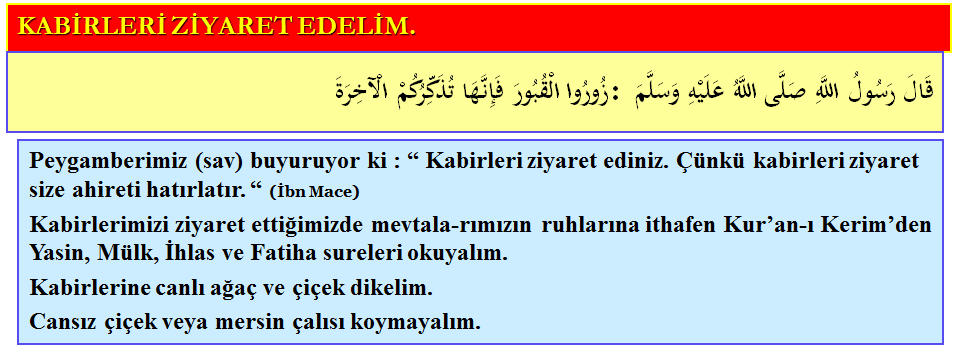 KABİRLERİ ZİYARET EDELİM.
قَالَ رَسُولُ اللَّهِ صَلَّى اللَّهُ عَلَيْهِ وَسَلَّمَ :زُورُوا الْقُبُورَ فَإِنَّهَا تُذَكِّرُكُمْ الْآخِرَةَ
Peygamberimiz (sav) buyuruyor ki : “ Kabirleri ziyaret ediniz. Çünkü kabirleri ziyaret
size ahireti hatırlatır. “ (İbn Mace)
Kabirlerimizi ziyaret ettiğimizde mevtala-rımızın ruhlarına ithafen Kur’an-ı Kerim’den
Yasin, Mülk, İhlas ve Fatiha sureleri okuyalım.
Kabirlerine canlı ağaç ve çiçek dikelim.
Cansız çiçek veya mersin çalısı koymayalım.